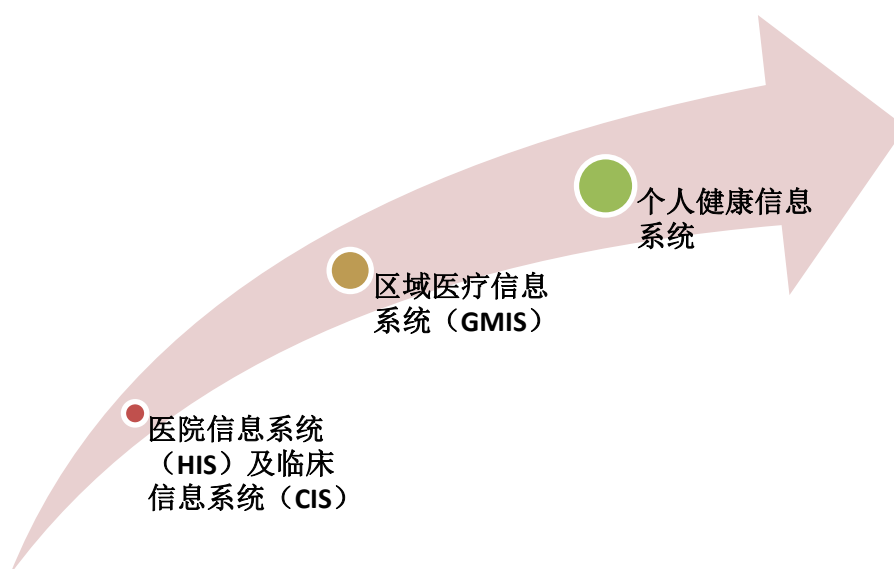 个人健康信息
系统
区域医疗信息
系统（GMIS）
医院信息系统
（HIS）及临床
信息系统（CIS）